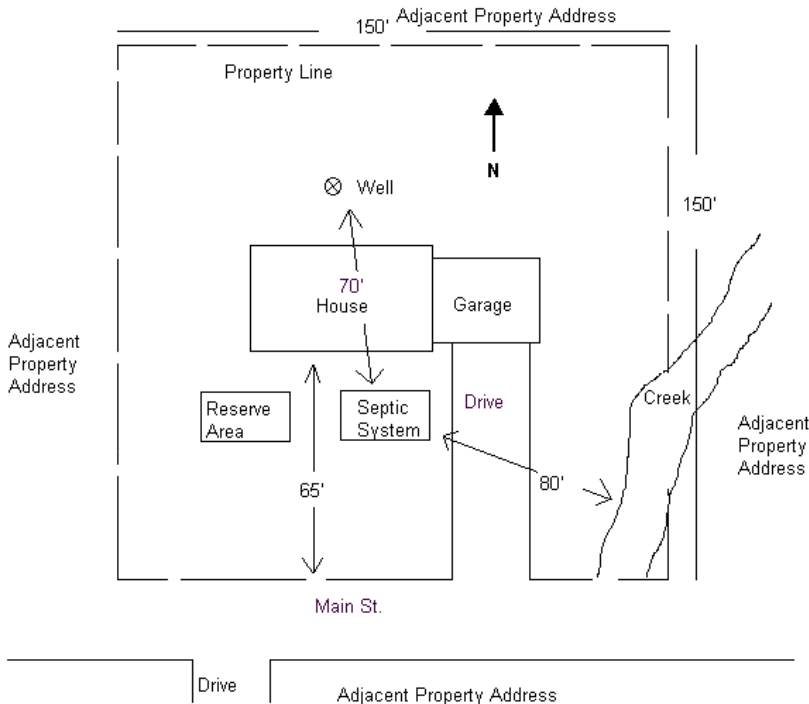 Adjacent Property Address
150'
Property Line
N
Well
150'
70'
House
Garage
Adjacent
Property
Address
Reserve
Area
Septic
System
Drive
Creek
Adjacent
Property
Address
65'
80'
Main St.
Drive
Adjacent Property Address